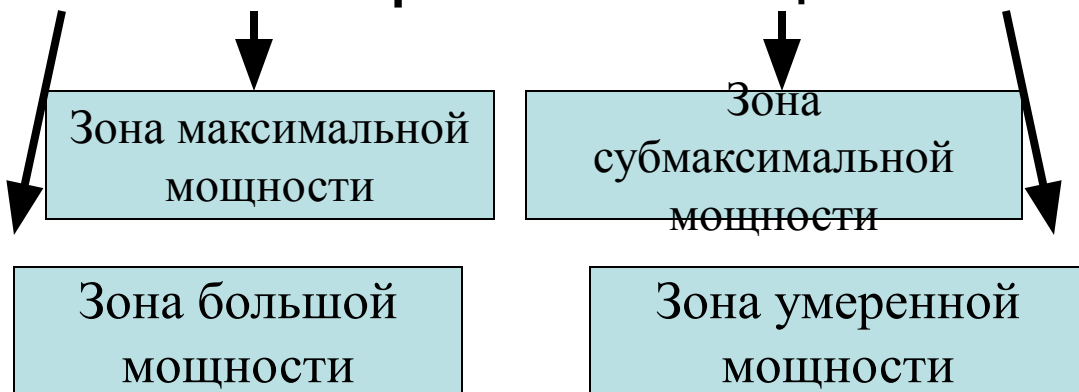 Зона максимальной
мощности
Зона
субмаксимальной
мощности
Зона большой
мощности
Зона умеренной
мощности